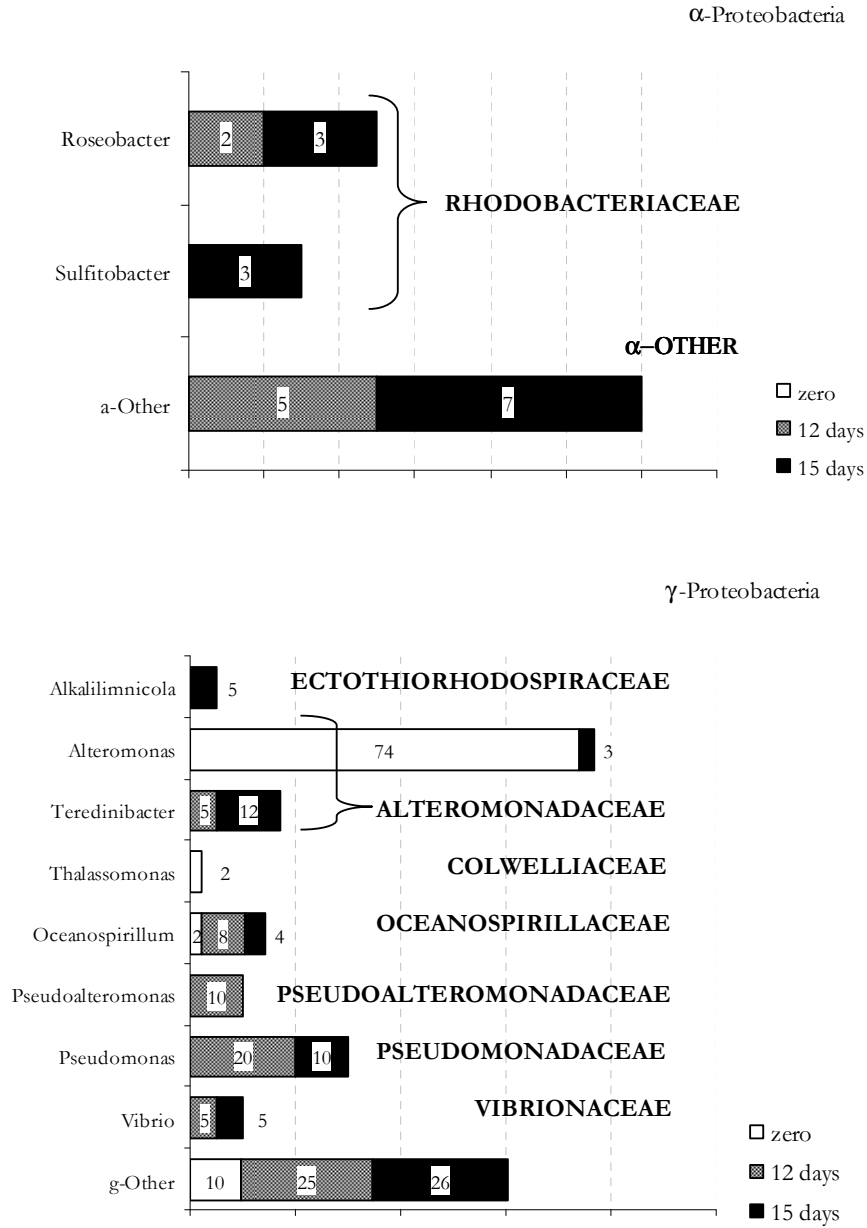 α-Proteobacteria
Roseobacter 2 3
RHODOBACTERIACEAE
Sulfitobacter 3
α–OTHER
a-Other 5 7
zero
12 days
15 days
γ-Proteobacteria
Alkalilimnicola 5 ECTOTHIORHODOSPIRACEAE
Alteromonas 74 3
Teredinibacter 5 12 ALTEROMONADACEAE
Thalassomonas 2 COLWELLIACEAE
Oceanospirillum 2 8 4 OCEANOSPIRILLACEAE
Pseudoalteromonas 10 PSEUDOALTEROMONADACEAE
Pseudomonas 20 10 PSEUDOMONADACEAE
Vibrio 5 5 VIBRIONACEAE
g-Other 10 25 26
zero
12 days
15 days